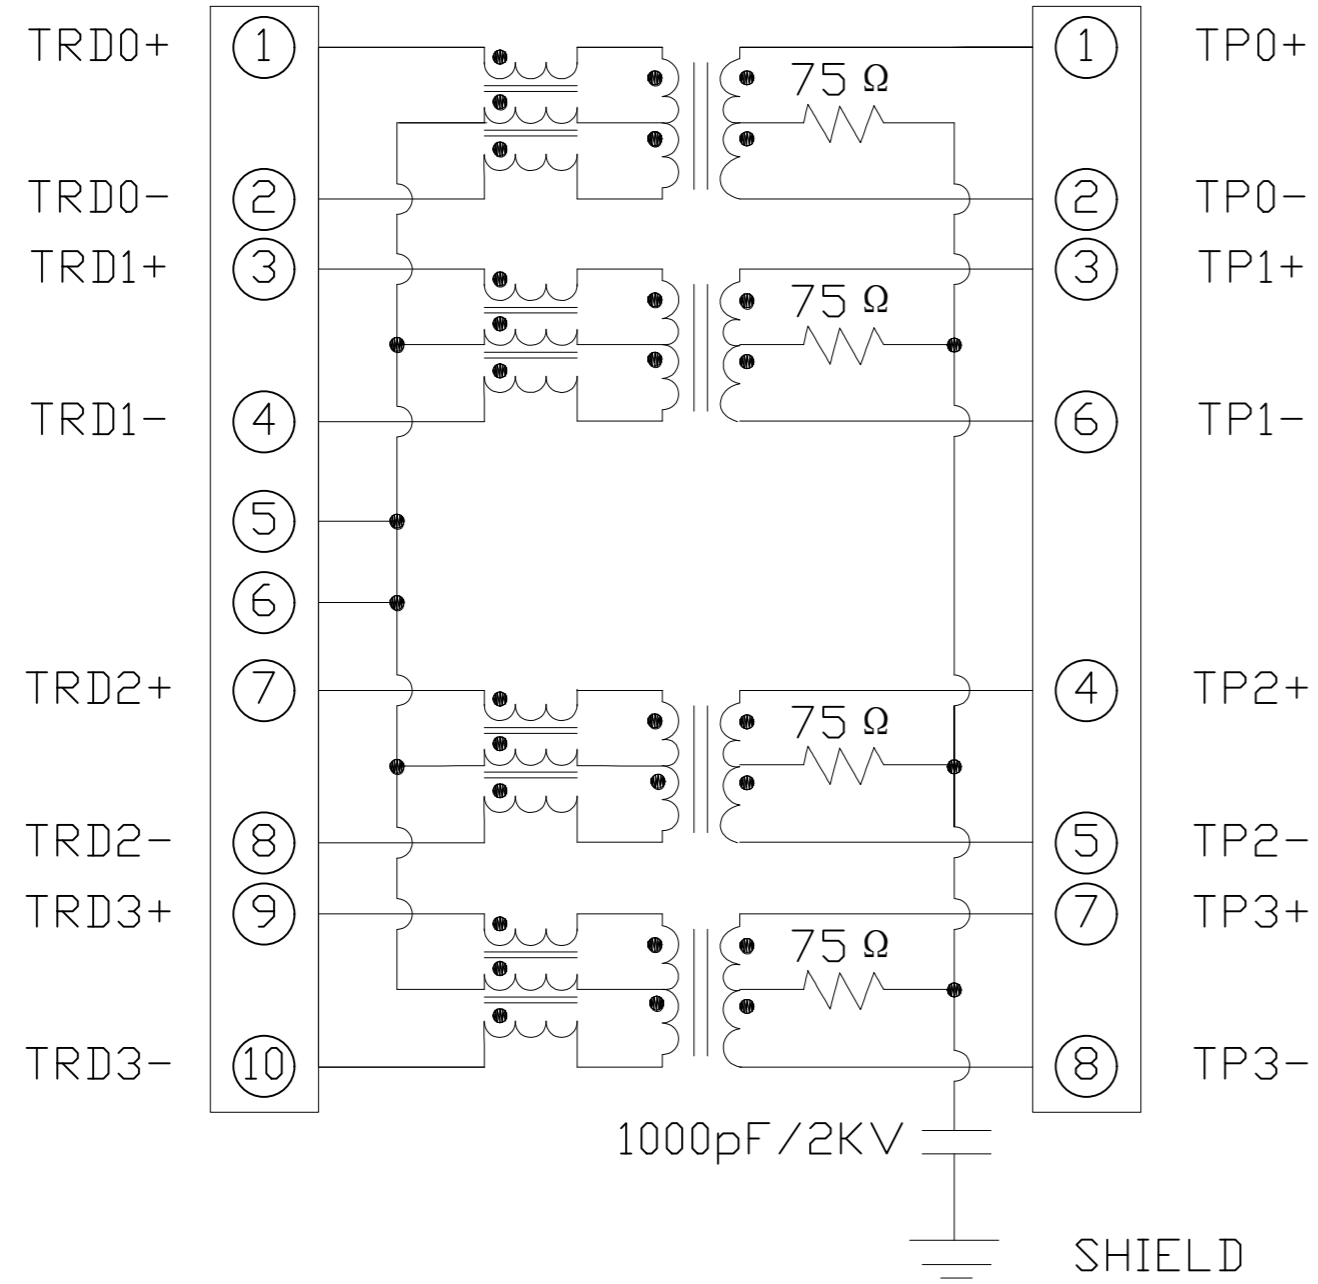 TRD0+ 1 1 TP0+
75 Ω
TRD0- 2 2 TP0-
TRD1+ 3 3 TP1+
75 Ω
TRD1- 4 6 TP1-
5
6
TRD2+ 7 4 TP2+
75 Ω
TRD2- 8 5 TP2-
TRD3+ 9 7 TP3+
75 Ω
TRD3- 10 8 TP3-
1000pF/2KV
SHIELD